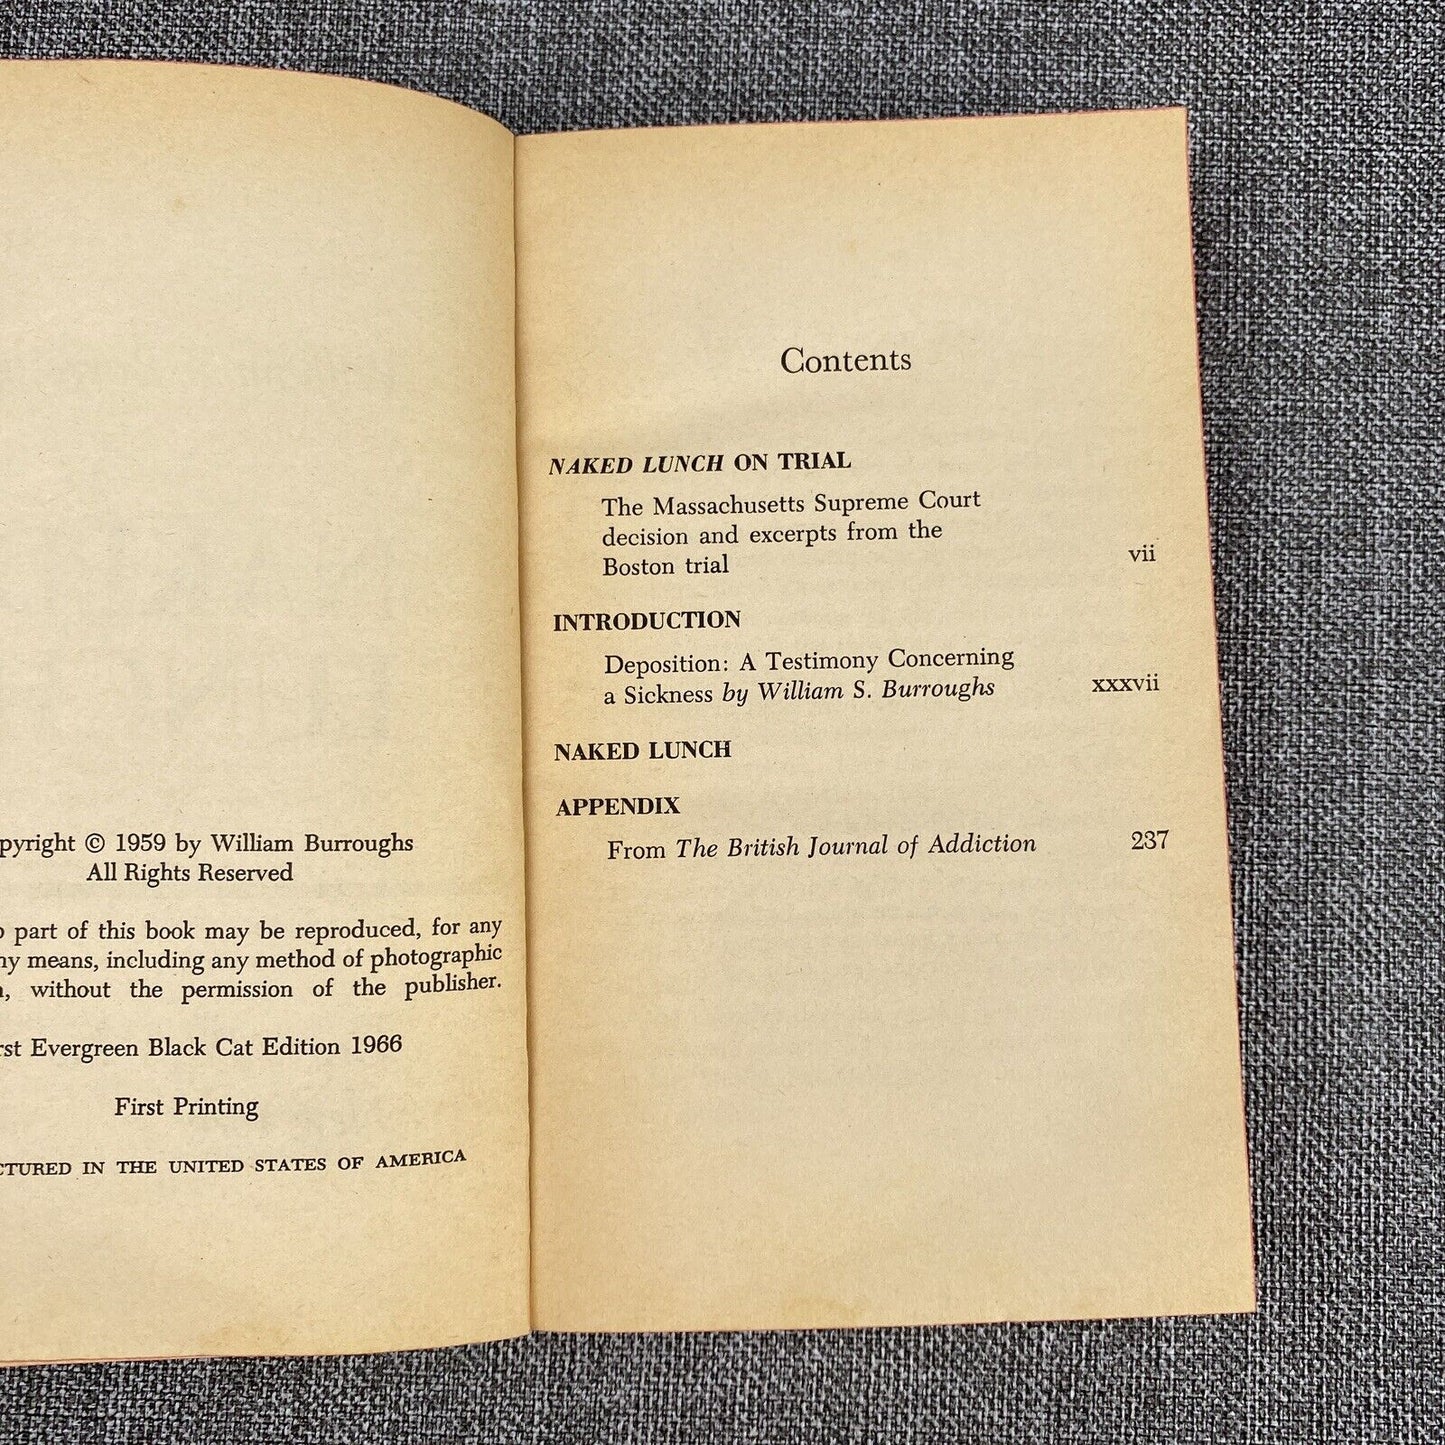 pyright © 1959 by William Burroughs
All Rights Reserved
part of this book may be reproduced, for any
means, including any method of photographic
, without the permission of the publisher.
rst Evergreen Black Cat Edition 1966
First Printing
CTURED IN THE UNITED STATES OF AMERICA
Contents
NAKED LUNCH ON TRIAL
The Massachusetts Supreme Court
decision and excerpts from the
Boston trial vii
INTRODUCTION
Deposition: A Testimony Concerning
a Sickness by William S. Burroughs xxxvii
NAKED LUNCH
APPENDIX
From The British Journal of Addiction 237